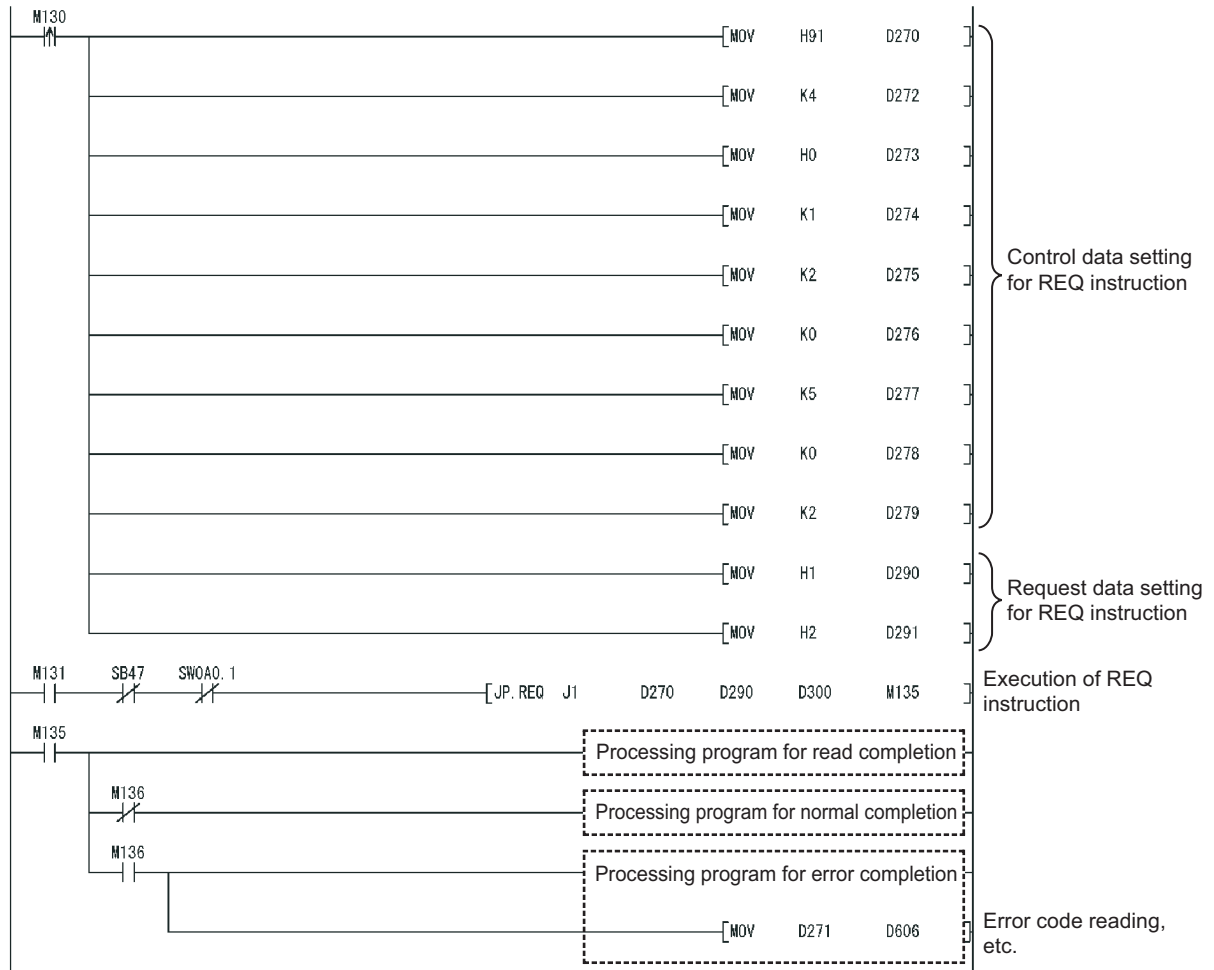 M130
MOV H91 D270
MOV K4 D272
MOV H0 D273
MOV K1 D274
MOV K2 D275
Control data setting
for REQ instruction
MOV K0 D276
MOV K5 D277
MOV K0 D278
MOV K2 D279
MOV H1 D290
Request data setting
for REQ instruction
MOV H2 D291
M131 SB47 SW0A0.1
JP.REQ J1 D270 D290 D300 M135
Execution of REQ
instruction
M135
Processing program for read completion
M136
Processing program for normal completion
M136
Processing program for error completion
MOV D271 D606
Error code reading,
etc.